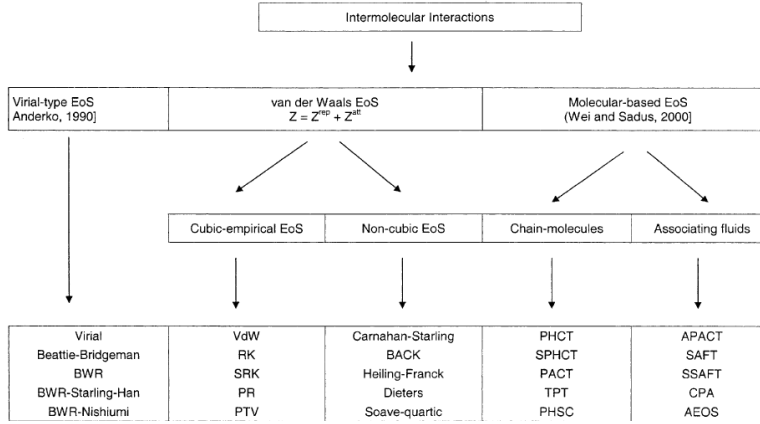 Intermolecular Interactions
Virial-type EoS
Anderko, 1990]
van der Waals EoS
Z = Z^rep + Z^att
Molecular-based EoS
(Wei and Sadus, 2000]
Cubic-empirical EoS
Non-cubic EoS
Chain-molecules
Associating fluids
Virial
Beattie-Bridgeman
BWR
BWR-Starling-Han
BWR-Nishiumi
VdW
RK
SRK
PR
PTV
Carnahan-Starling
BACK
Heiling-Franck
Dieters
Soave-quartic
PHCT
SPHCT
PACT
TPT
PHSC
APACT
SAFT
SSAFT
CPA
AEOS